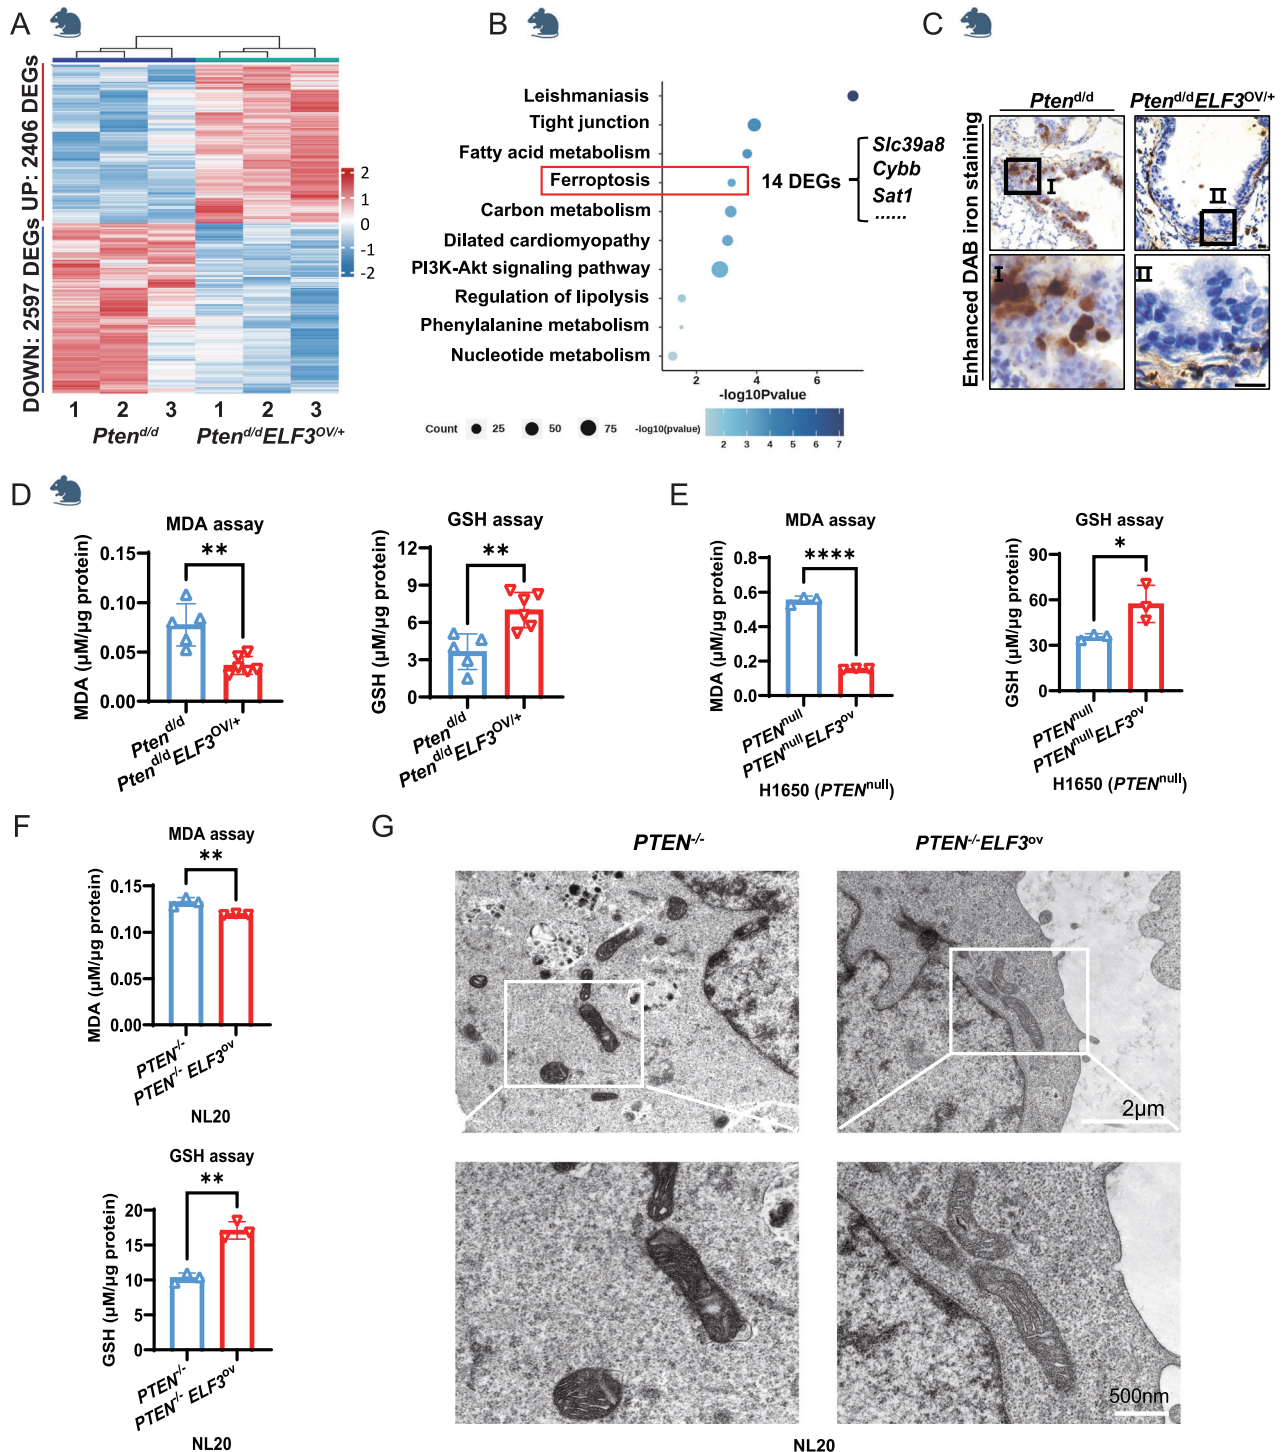 A
UP: 2406 DEGs
DOWN: 2597 DEGs
2
1
0
-1
-2
1 2 3 1 2 3
Pten^d/d Pten^d/d ELF3^OV/+
B
Leishmaniasis
Tight junction
Fatty acid metabolism
Ferroptosis
Carbon metabolism
Dilated cardiomyopathy
PI3K-Akt signaling pathway
Regulation of lipolysis
Phenylalanine metabolism
Nucleotide metabolism
14 DEGs
Slc39a8
Cybb
Sat1
......
2 4 6
-log10Pvalue
Count 25 50 75 -log10(pvalue)
2 3 4 5 6 7
C
Pten^d/d Pten^d/d ELF3^OV/+
Enhanced DAB iron staining
I
II
I
II
D
MDA assay
**
MDA (μM/μg protein)
0.15
0.10
0.05
0.00
Pten^d/d
Pten^d/d ELF3^OV/+
GSH assay
**
GSH (μM/μg protein)
12
9
6
3
0
Pten^d/d
Pten^d/d ELF3^OV/+
E
MDA assay
****
MDA (μM/μg protein)
0.8
0.6
0.4
0.2
0.0
PTEN^null
PTEN^null ELF3^ov
H1650 (PTEN^null)
GSH assay
*
GSH (μM/μg protein)
90
60
30
0
PTEN^null
PTEN^null ELF3^ov
H1650 (PTEN^null)
F
MDA assay
**
MDA (μM/μg protein)
0.15
0.10
0.05
0.00
PTEN^-/-
PTEN^-/- ELF3^ov
NL20
GSH assay
**
GSH (μM/μg protein)
20
15
10
5
0
PTEN^-/-
PTEN^-/- ELF3^ov
NL20
G
PTEN^-/- PTEN^-/-ELF3^ov
2μm
500nm
NL20